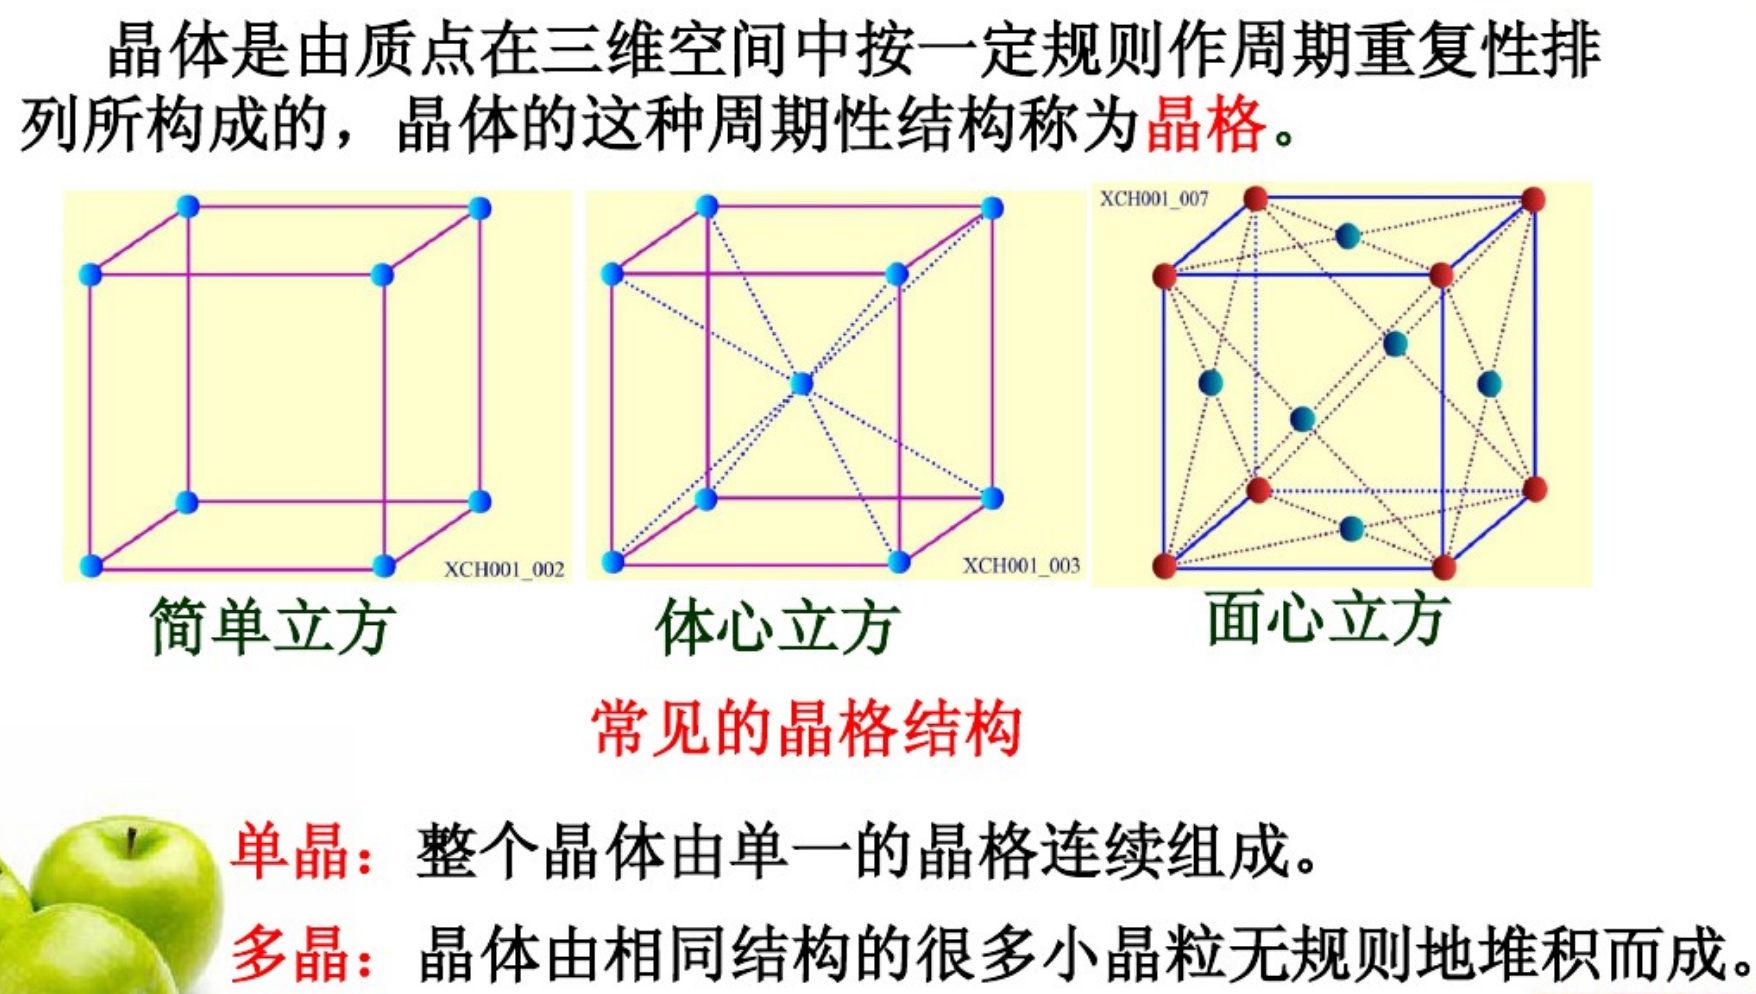 晶体是由质点在三维空间中按一定规则作周期重复性排
列所构成的，晶体的这种周期性结构称为晶格。
XCH001_007
XCH001_002
XCH001_003
简单立方
体心立方
面心立方
常见的晶格结构
单晶：整个晶体由单一的晶格连续组成。
多晶：晶体由相同结构的很多小晶粒无规则地堆积而成。